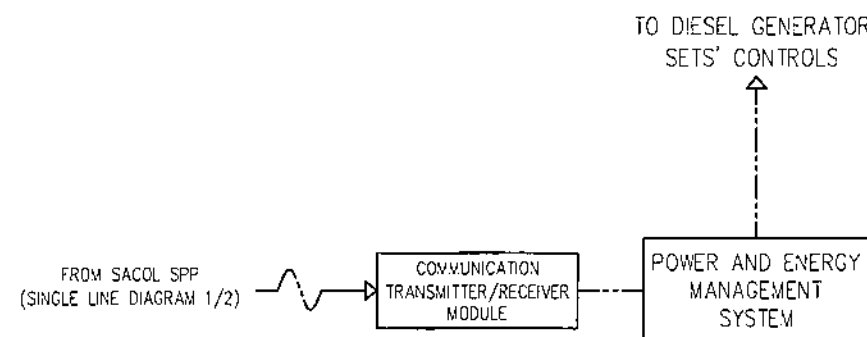 TO DIESEL GENERATOR
SETS' CONTROLS
FROM SACOL SPP
(SINGLE LINE DIAGRAM 1/2)
COMMUNICATION
TRANSMITTER/RECEIVER
MODULE
POWER AND ENERGY
MANAGEMENT
SYSTEM